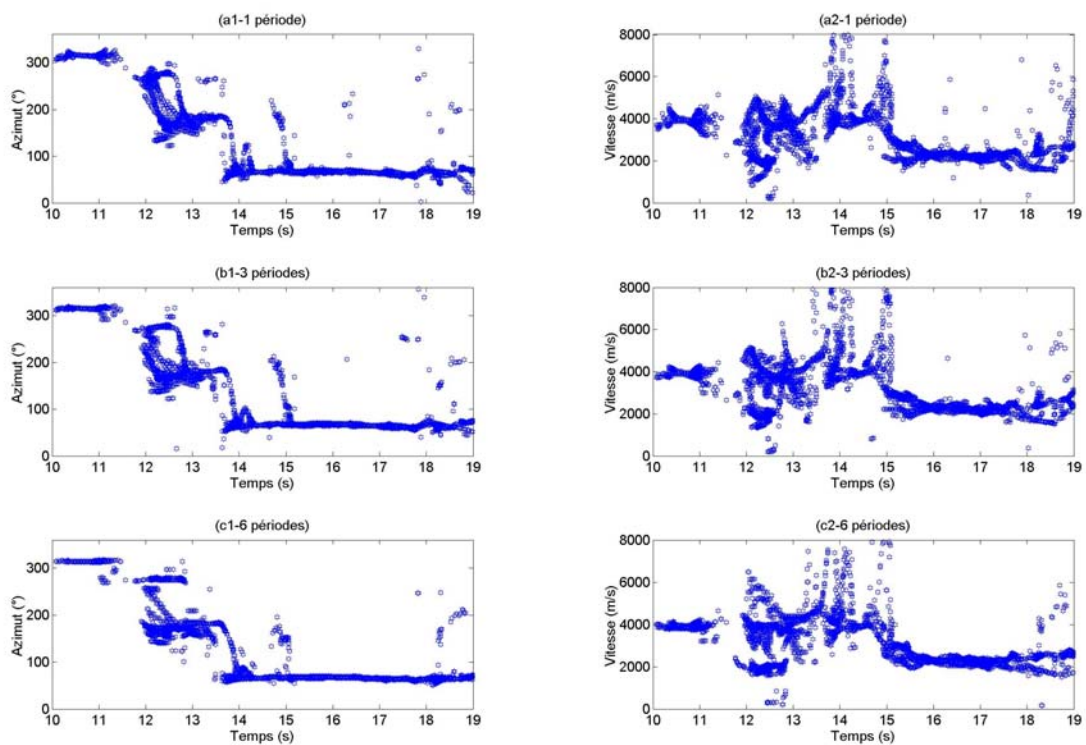 (a1-1 période)
Azimut (°)
300
200
100
0
10 11 12 13 14 15 16 17 18 19
Temps (s)
(a2-1 période)
Vitesse (m/s)
8000
6000
4000
2000
0
10 11 12 13 14 15 16 17 18 19
Temps (s)
(b1-3 périodes)
Azimut (°)
300
200
100
0
10 11 12 13 14 15 16 17 18 19
Temps (s)
(b2-3 périodes)
Vitesse (m/s)
8000
6000
4000
2000
0
10 11 12 13 14 15 16 17 18 19
Temps (s)
(c1-6 périodes)
Azimut (°)
300
200
100
0
10 11 12 13 14 15 16 17 18 19
Temps (s)
(c2-6 périodes)
Vitesse (m/s)
8000
6000
4000
2000
0
10 11 12 13 14 15 16 17 18 19
Temps (s)